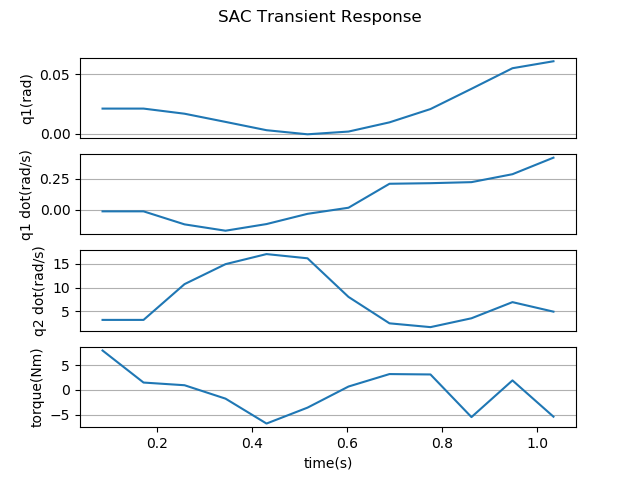 SAC Transient Response
q1(rad)
0.05
0.00
q1 dot(rad/s)
0.25
0.00
q2 dot(rad/s)
15
10
5
torque(Nm)
5
0
−5
0.2 0.4 0.6 0.8 1.0
time(s)